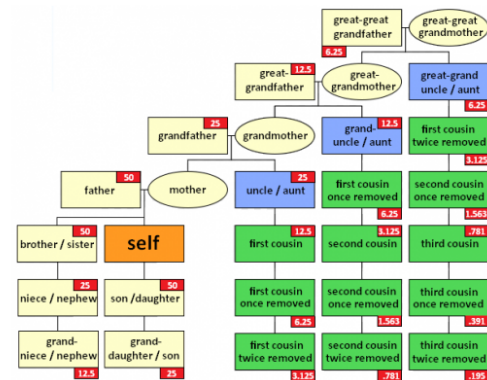 great-great
grandfather
great-great
grandmother
6.25
great-
grandfather
12.5
great-
grandmother
great-grand
uncle / aunt
6.25
grandfather
25
grandmother
grand-
uncle / aunt
12.5
first cousin
twice removed
3.125
father
50
mother
uncle / aunt
25
first cousin
once removed
6.25
second cousin
once removed
1.563
brother / sister
50
self
first cousin
12.5
second cousin
3.125
third cousin
.781
niece / nephew
25
son /daughter
50
first cousin
once removed
6.25
second cousin
once removed
1.563
third cousin
once removed
.391
grand-
niece / nephew
12.5
grand-
daughter / son
25
first cousin
twice removed
3.125
second cousin
twice removed
.781
third cousin
twice removed
.195